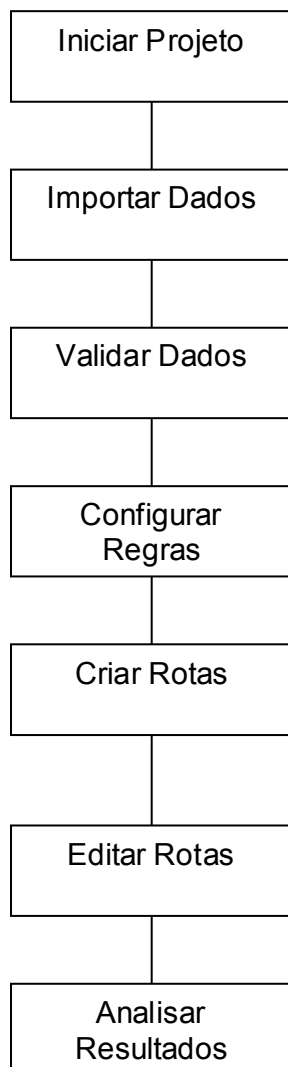 Iniciar Projeto
Importar Dados
Validar Dados
Configurar
Regras
Criar Rotas
Editar Rotas
Analisar
Resultados